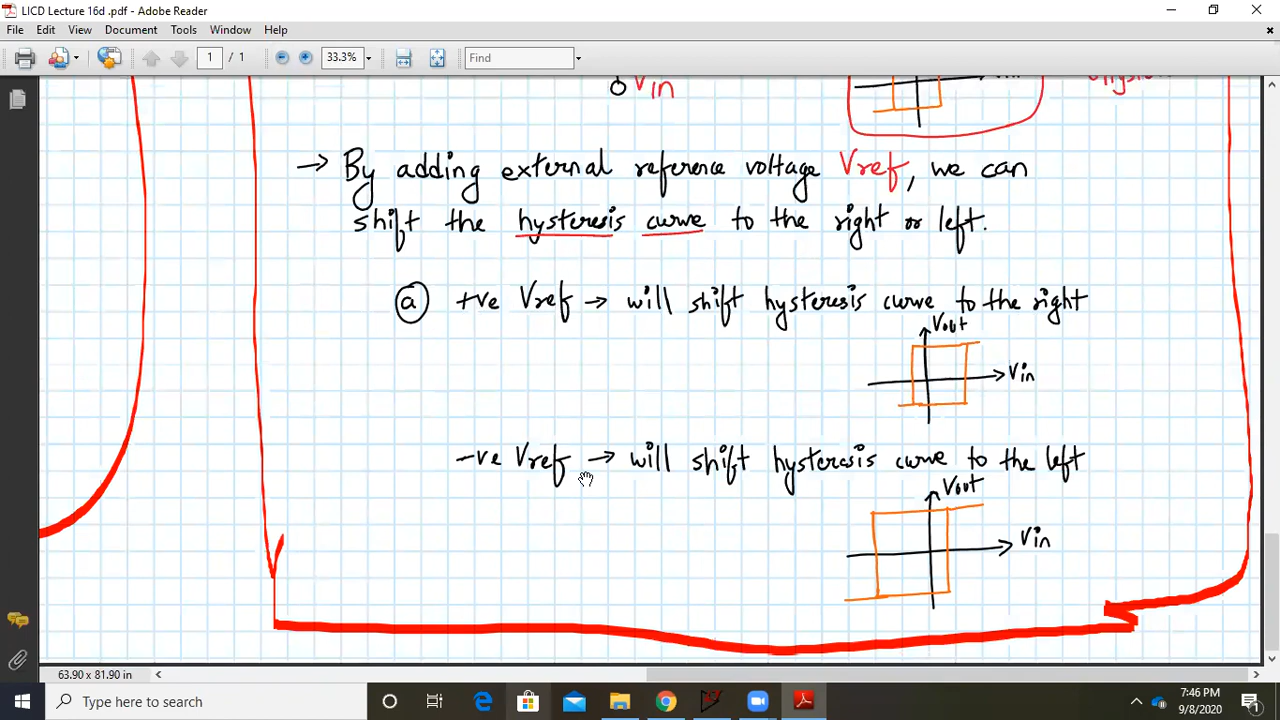 LICD Lecture 16d .pdf - Adobe Reader
File Edit View Document Tools Window Help
1 / 1 33.3% Find
Vin
→ By adding external reference voltage Vref, we can
shift the hysteresis curve to the right or left.
ⓐ +ve Vref → will shift hysteresis curve to the right
Vout
Vin
-ve Vref → will shift hysteresis curve to the left
Vout
Vin
63.90 x 81.90 in
Type here to search
7:46 PM
9/8/2020
1